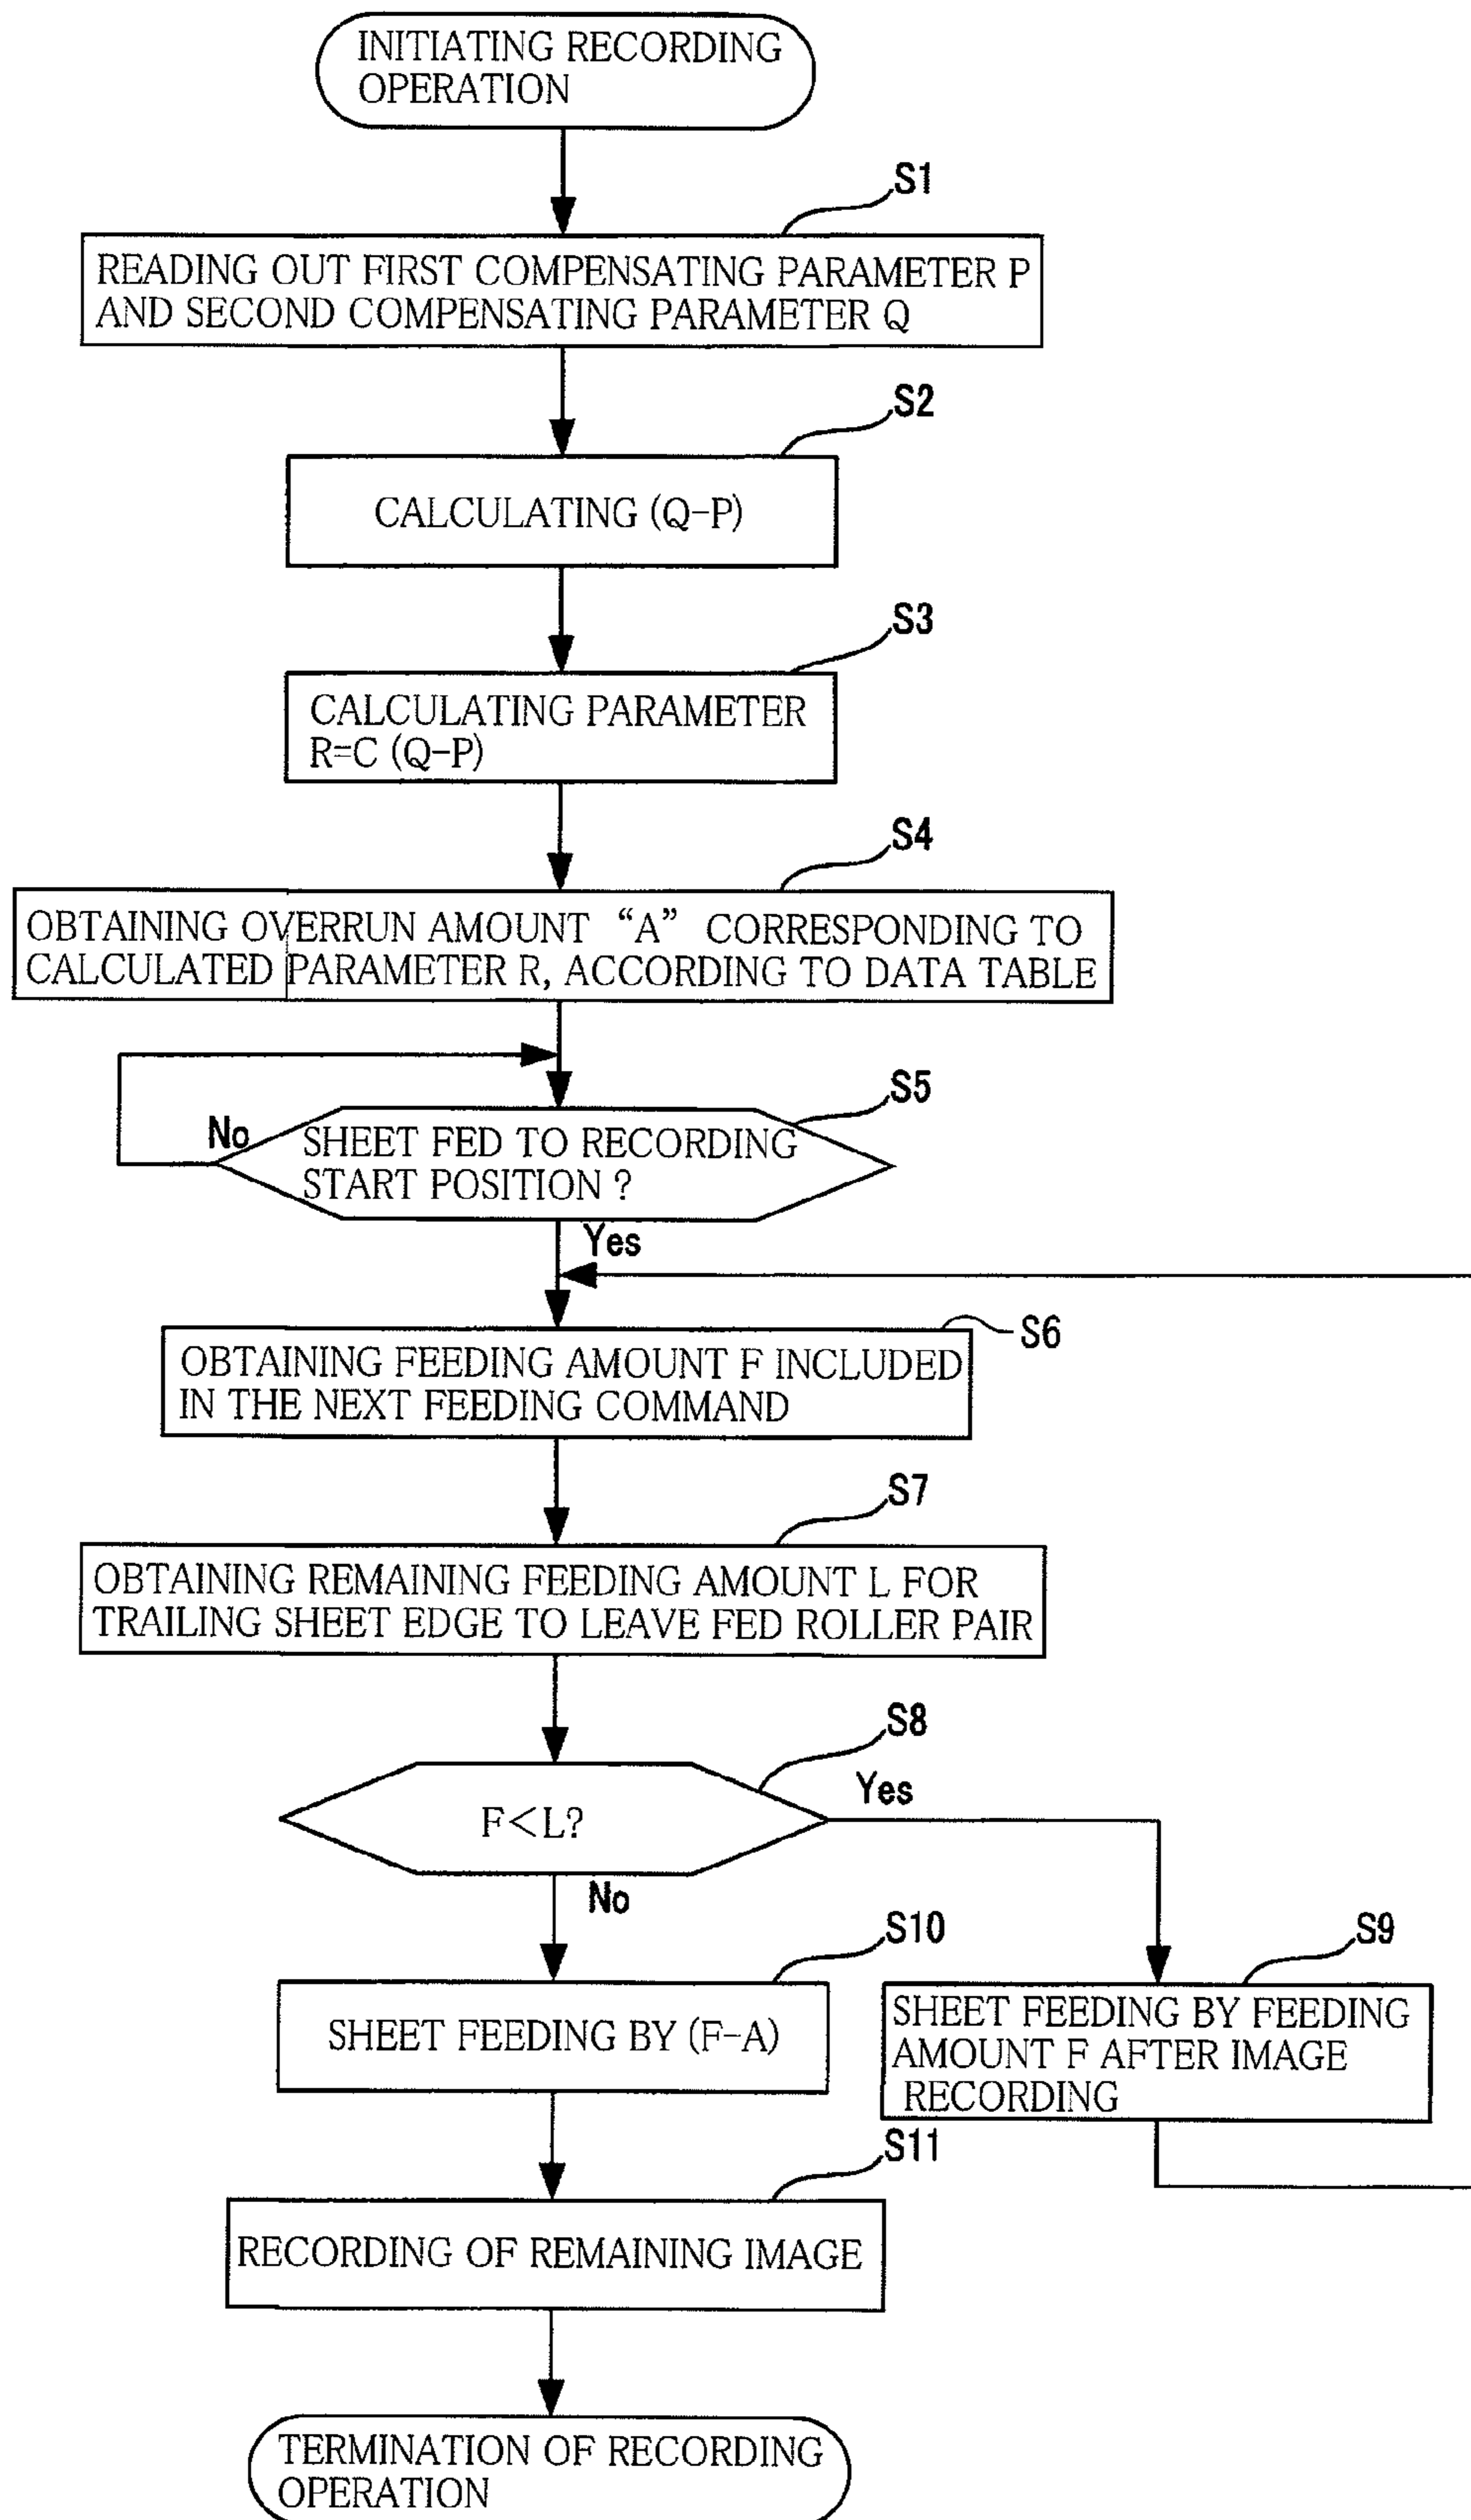 INITIATING RECORDING
OPERATION
S1
READING OUT FIRST COMPENSATING PARAMETER P
AND SECOND COMPENSATING PARAMETER Q
S2
CALCULATING (Q-P)
S3
CALCULATING PARAMETER
R=C (Q-P)
S4
OBTAINING OVERRUN AMOUNT “A” CORRESPONDING TO
CALCULATED PARAMETER R, ACCORDING TO DATA TABLE
S5
No
SHEET FED TO RECORDING
START POSITION ?
Yes
S6
OBTAINING FEEDING AMOUNT F INCLUDED
IN THE NEXT FEEDING COMMAND
S7
OBTAINING REMAINING FEEDING AMOUNT L FOR
TRAILING SHEET EDGE TO LEAVE FED ROLLER PAIR
S8
F<L?
Yes
No
S10
SHEET FEEDING BY (F-A)
S9
SHEET FEEDING BY FEEDING
AMOUNT F AFTER IMAGE
RECORDING
S11
RECORDING OF REMAINING IMAGE
TERMINATION OF RECORDING
OPERATION